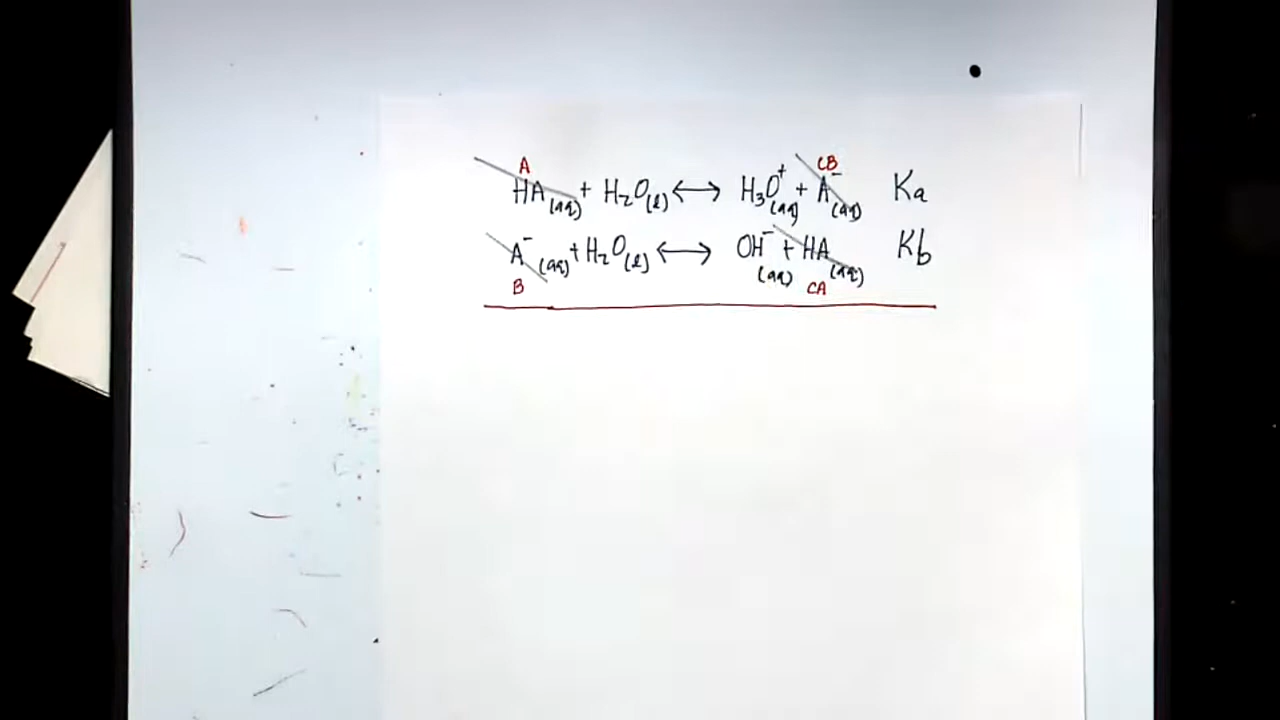 A CB
HA(aq) + H₂O(l) ⟷ H₃O⁺(aq) + A⁻(aq) Ka
A⁻(aq) + H₂O(l) ⟷ OH⁻(aq) + HA(aq) Kb
B CA